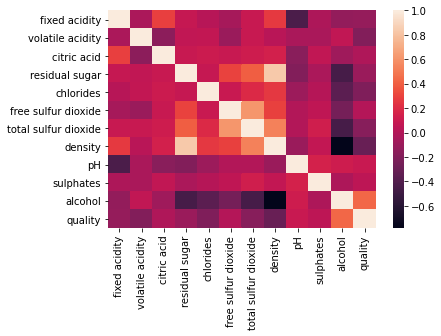 fixed acidity
volatile acidity
citric acid
residual sugar
chlorides
free sulfur dioxide
total sulfur dioxide
density
pH
sulphates
alcohol
quality
fixed acidity
volatile acidity
citric acid
residual sugar
chlorides
free sulfur dioxide
total sulfur dioxide
density
pH
sulphates
alcohol
quality
1.0
0.8
0.6
0.4
0.2
0.0
−0.2
−0.4
−0.6